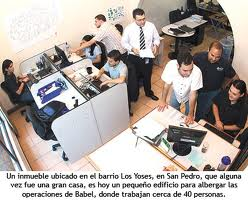 Un inmueble ubicado en el barrio Los Yoses, en San Pedro, que alguna
vez fue una gran casa, es hoy un pequeño edificio para albergar las
operaciones de Babel, donde trabajan cerca de 40 personas.